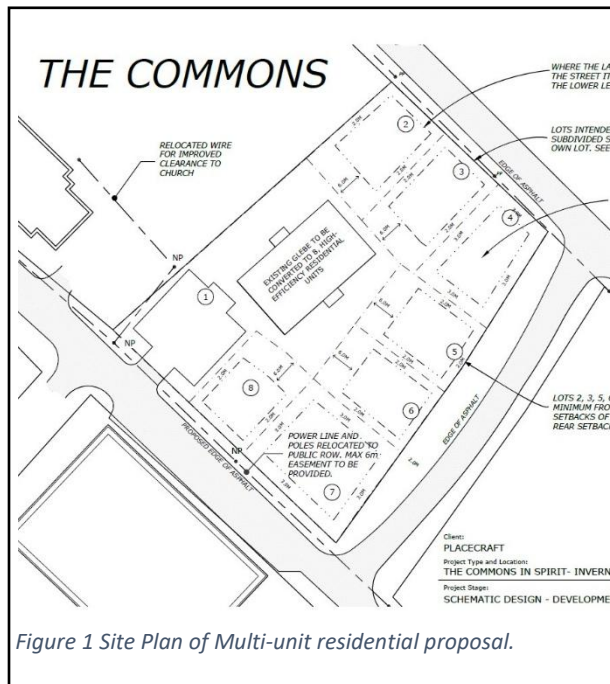 THE COMMONS
WHERE THE LA
THE STREET IT
THE LOWER LE
RELOCATED WIRE
FOR IMPROVED
CLEARANCE TO
CHURCH
LOTS INTENDE
SUBDIVIDED S
OWN LOT. SEE
EDGE OF ASPHALT
2
3
4
EXISTING GLEBE TO BE
CONVERTED TO 8, HIGH-
EFFICIENCY RESIDENTIAL
UNITS
NP
1
NP
5
6
8
7
LOTS 2, 3, 5, 6
MINIMUM FRO
SETBACKS OF
REAR SETBACK
EDGE OF ASPHALT
PROPOSED EDGE OF ASPHALT
NP
POWER LINE AND
POLES RELOCATED TO
PUBLIC ROW. MAX 6m
EASEMENT TO BE
PROVIDED.
Client:
PLACECRAFT
Project Type and Location:
THE COMMONS IN SPIRIT- INVERN
Project Stage:
SCHEMATIC DESIGN - DEVELOPME
Figure 1 Site Plan of Multi-unit residential proposal.